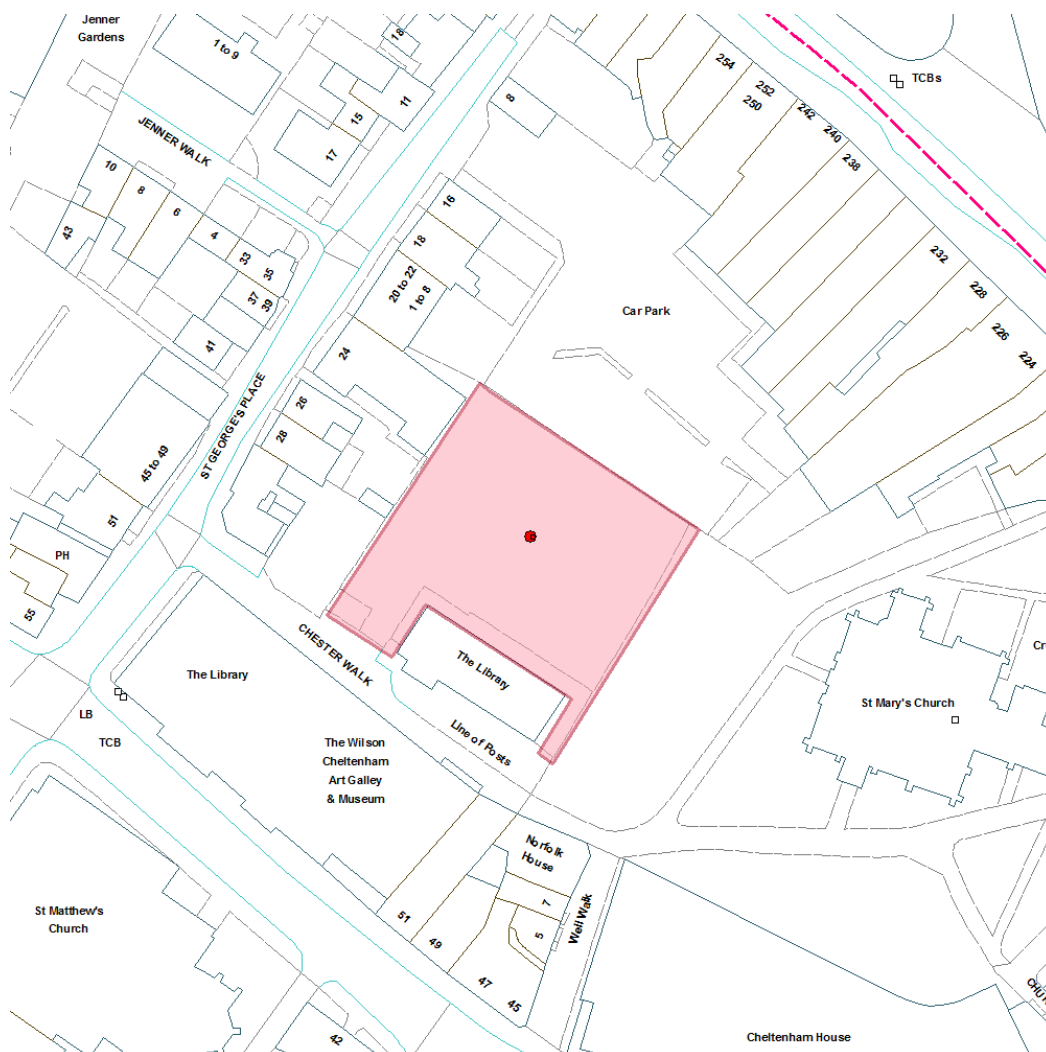 Jenner
Gardens
1 to 9
18
11
15
17
8
TCBs
254
252
250
242
240
238
JENNER WALK
10
8
6
4
33
35
37
39
43
41
16
18
20 to 22
1 to 8
24
Car Park
232
228
226
224
ST GEORGE'S PLACE
26
28
45 to 49
51
PH
55
CHESTER WALK
The Library
The Library
Line of Posts
St Mary's Church
LB
TCB
The Wilson
Cheltenham
Art Galley
& Museum
Norfolk
House
7
5
Well Walk
51
49
47
45
St Matthew's
Church
42
Cheltenham House